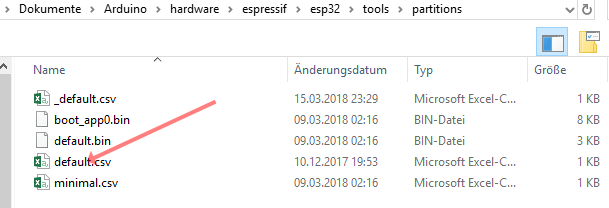 Dokumente > Arduino > hardware > espressif > esp32 > tools > partitions
Name Änderungsdatum Typ Größe
_default.csv 15.03.2018 23:29 Microsoft Excel-C... 1 KB
boot_app0.bin 09.03.2018 02:16 BIN-Datei 8 KB
default.bin 09.03.2018 02:16 BIN-Datei 3 KB
default.csv 10.12.2017 19:53 Microsoft Excel-C... 1 KB
minimal.csv 09.03.2018 02:16 Microsoft Excel-C... 1 KB